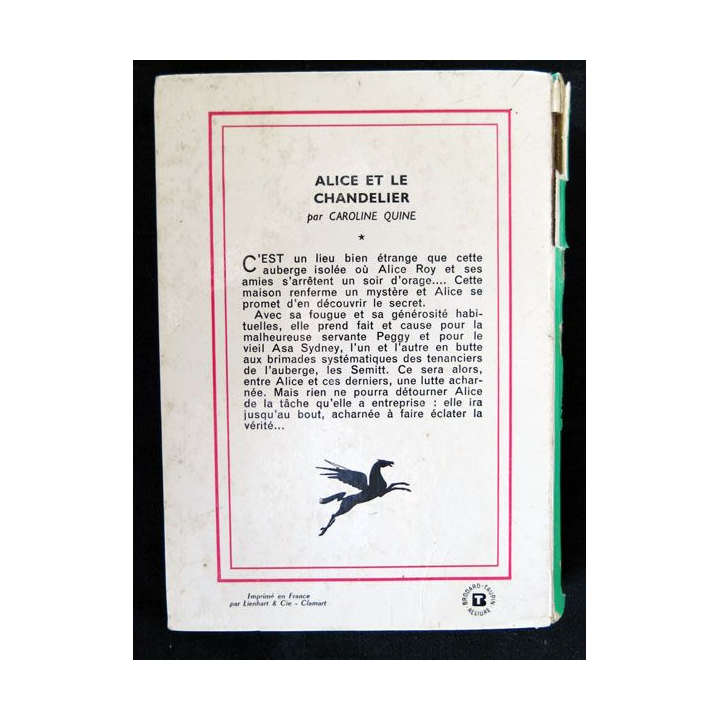 ALICE ET LE
CHANDELIER
par CAROLINE QUINE
*
C'EST un lieu bien étrange que cette
auberge isolée où Alice Roy et ses
amies s'arrêtent un soir d'orage.... Cette
maison renferme un mystère et Alice se
promet d'en découvrir le secret.
Avec sa fougue et sa générosité habi-
tuelles, elle prend fait et cause pour la
malheureuse servante Peggy et pour le
vieil Asa Sydney, l'un et l'autre en butte
aux brimades systématiques des tenanciers
de l'auberge, les Semitt. Ce sera alors,
entre Alice et ces derniers, une lutte achar-
née. Mais rien ne pourra détourner Alice
de la tâche qu'elle a entreprise : elle ira
jusqu'au bout, acharnée à faire éclater la
vérité...
Imprimé en France
par Lienhart & Cie - Clamart
BRODARD-TAUPIN
BT
RELIURE